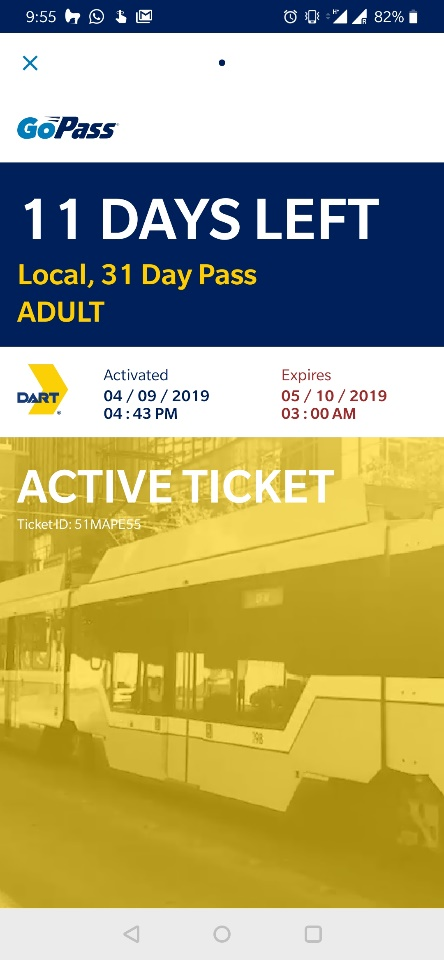 9:55
82%
GoPass
11 DAYS LEFT
Local, 31 Day Pass
ADULT
DART
Activated
04 / 09 / 2019
04 : 43 PM
Expires
05 / 10 / 2019
03 : 00 AM
ACTIVE TICKET
Ticket ID: 51MAPE55